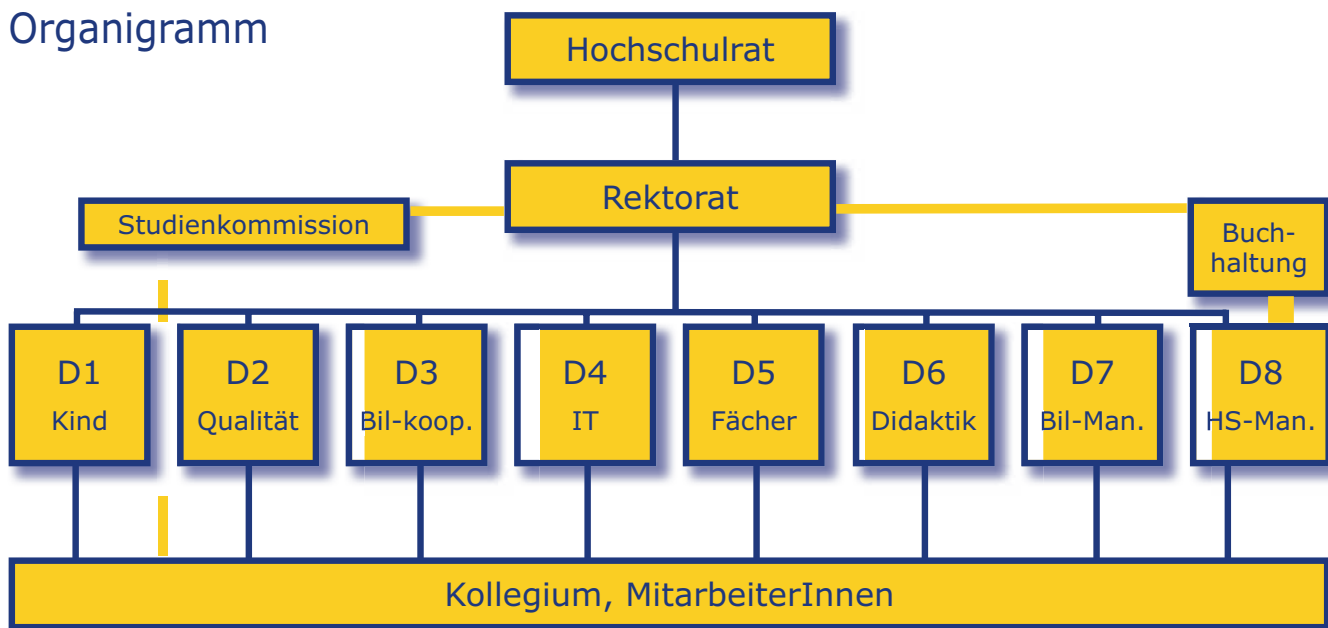 Organigramm
Hochschulrat
Rektorat
Studienkommission
Buch-
haltung
D1
Kind
D2
Qualität
D3
Bil-koop.
D4
IT
D5
Fächer
D6
Didaktik
D7
Bil-Man.
D8
HS-Man.
Kollegium, MitarbeiterInnen